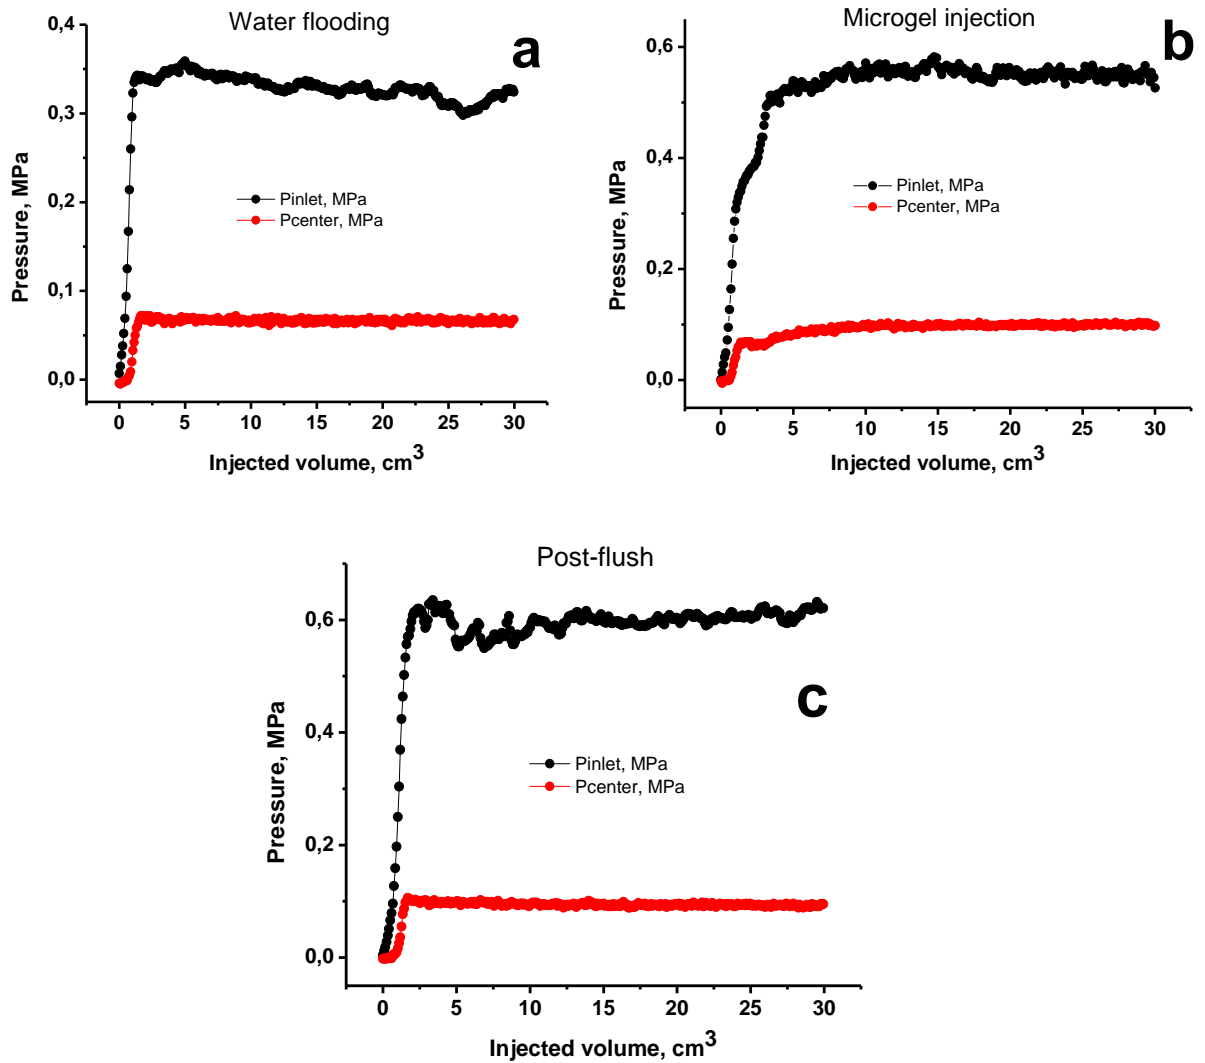 Water flooding
a
0,4
0,3
0,2
0,1
0,0
Pressure, MPa
Pinlet, MPa
Pcenter, MPa
0 5 10 15 20 25 30
Injected volume, cm³
Microgel injection
b
0,6
0,4
0,2
0,0
Pressure, MPa
Pinlet, MPa
Pcenter, MPa
0 5 10 15 20 25 30
Injected volume, cm³
Post-flush
c
0,6
0,4
0,2
0,0
Pressure, MPa
Pinlet, MPa
Pcenter, MPa
0 5 10 15 20 25 30
Injected volume, cm³